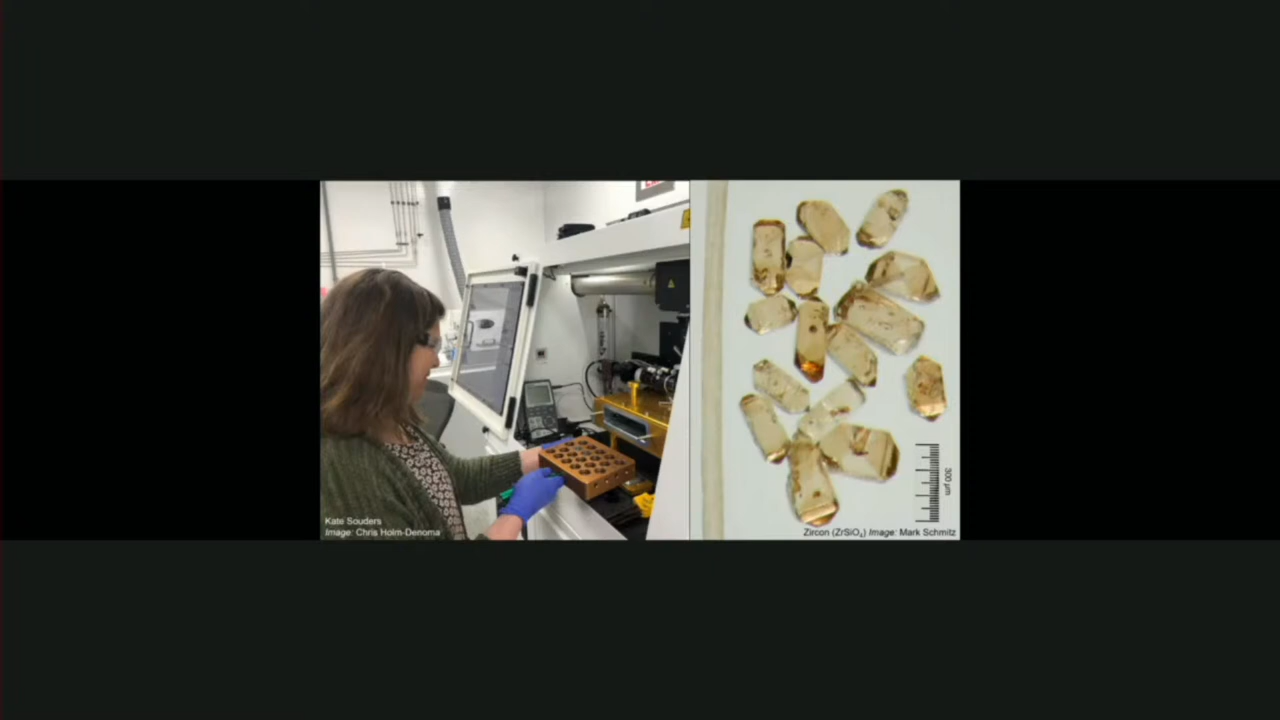 Kate Souders
Image: Chris Holm-Denoma
300 µm
Zircon (ZrSiO₄) Image: Mark Schmitz